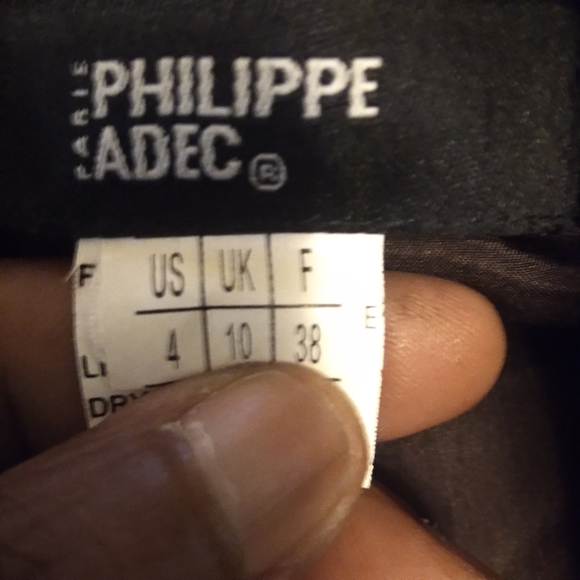 PARIS
PHILIPPE
ADEC ®
US UK F
4 10 38